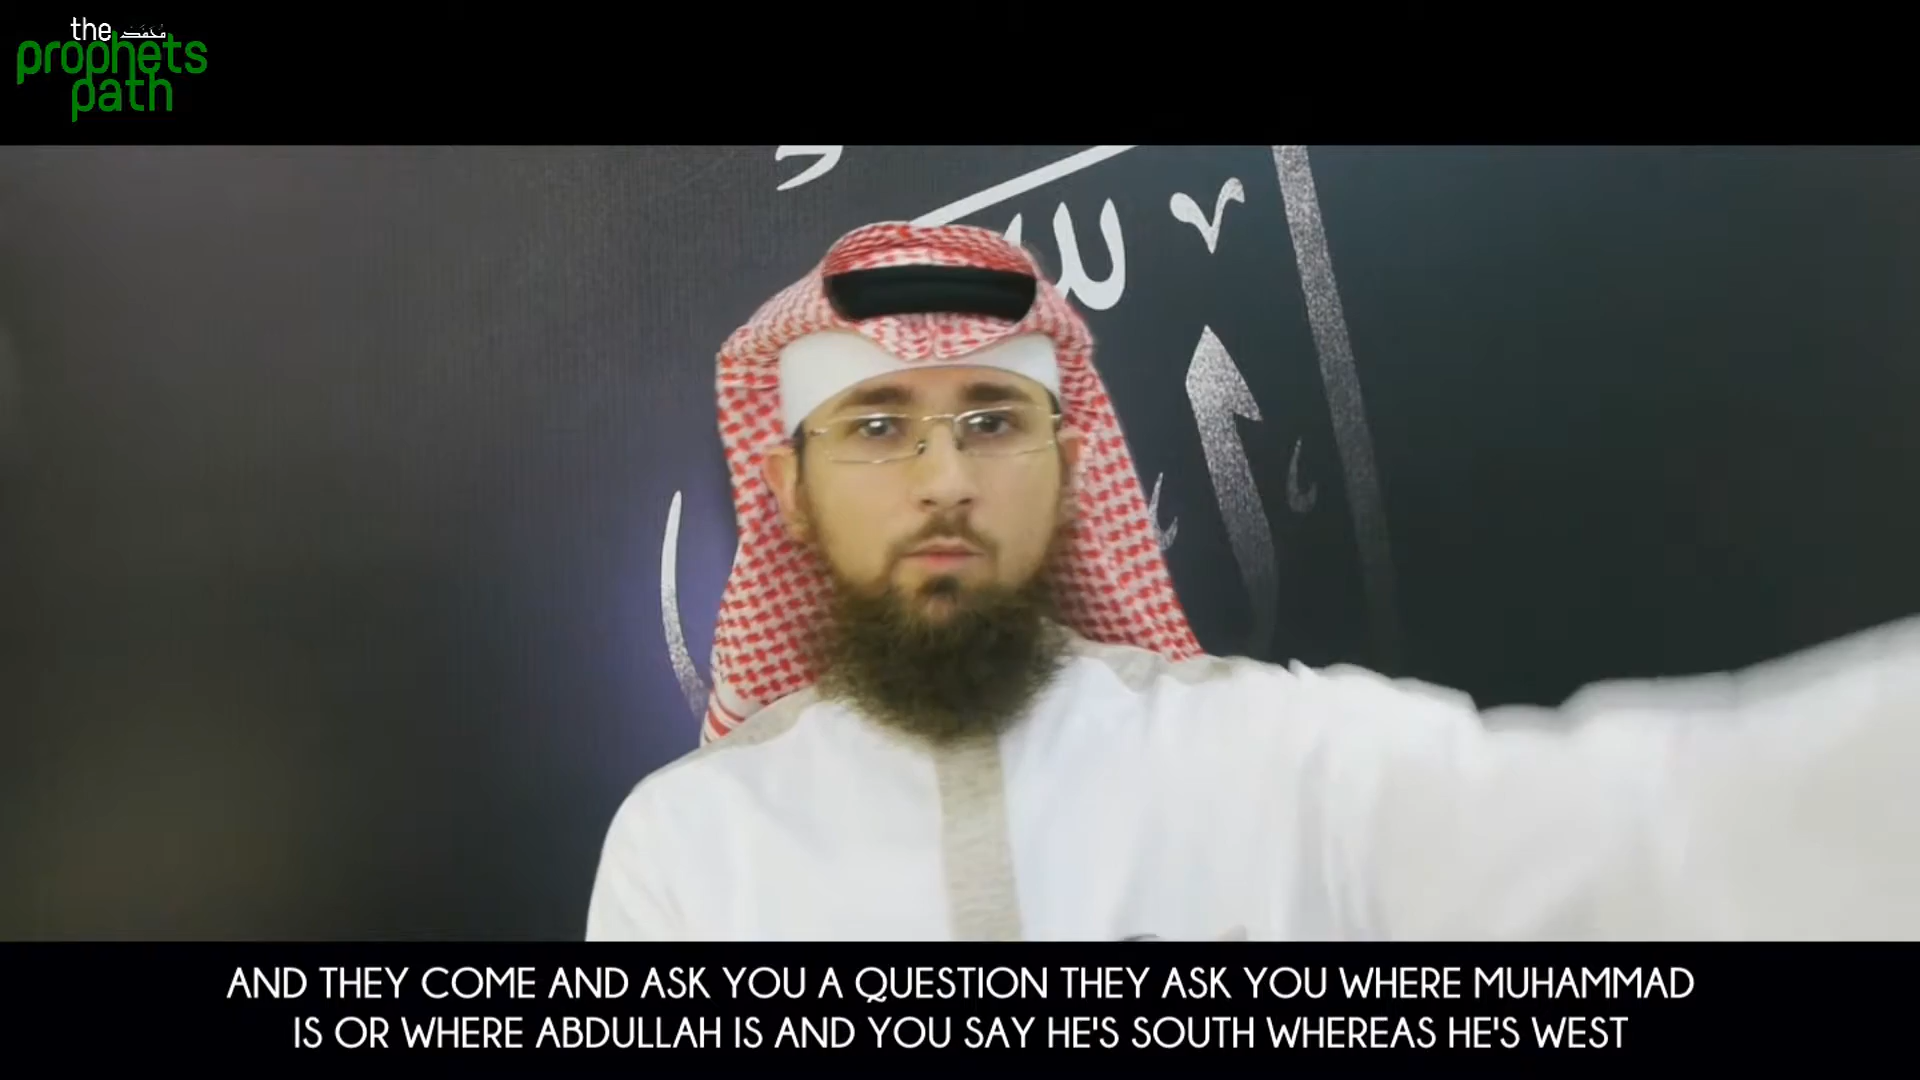 the محمد
prophets
path
AND THEY COME AND ASK YOU A QUESTION THEY ASK YOU WHERE MUHAMMAD
IS OR WHERE ABDULLAH IS AND YOU SAY HE'S SOUTH WHEREAS HE'S WEST